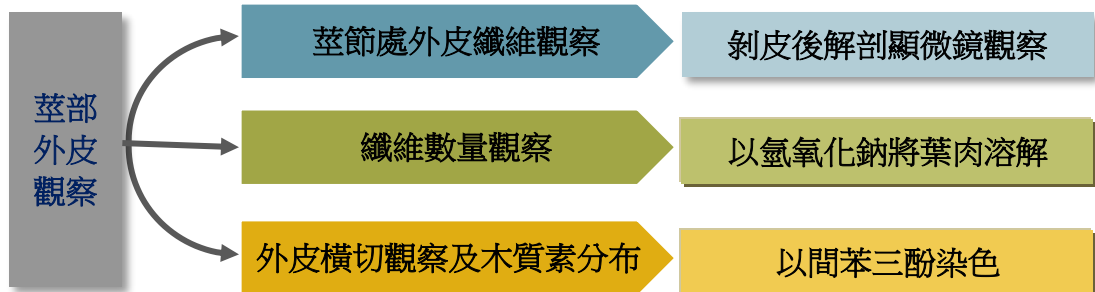 莖部
外皮
觀察
莖節處外皮纖維觀察
剝皮後解剖顯微鏡觀察
纖維數量觀察
以氫氧化鈉將葉肉溶解
外皮橫切觀察及木質素分布
以間苯三酚染色